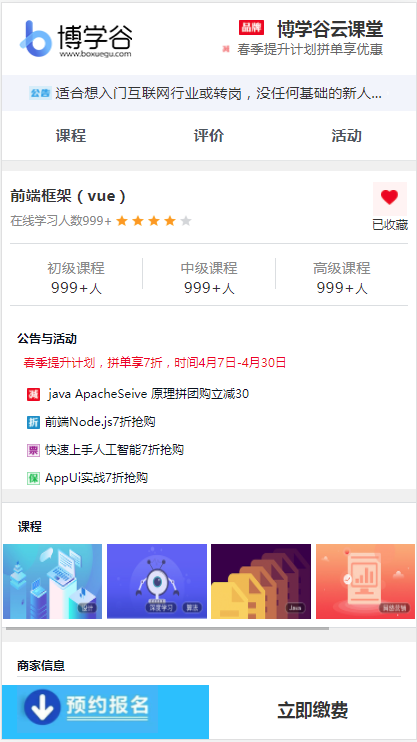 博学谷
www.boxuegu.com
品牌 博学谷云课堂
春季提升计划拼单享优惠
公告 适合想入门互联网行业或转岗，没任何基础的新人...
课程 评价 活动
前端框架（vue）
在线学习人数999+
已收藏
初级课程 中级课程 高级课程
999+人 999+人 999+人
公告与活动
春季提升计划，拼单享7折，时间4月7日-4月30日
减 java ApacheSeive 原理拼团购立减30
折 前端Node.js7折抢购
票 快速上手人工智能7折抢购
保 AppUi实战7折抢购
课程
设计 深度学习 算法 Java 网络营销
商家信息
预约报名 立即缴费